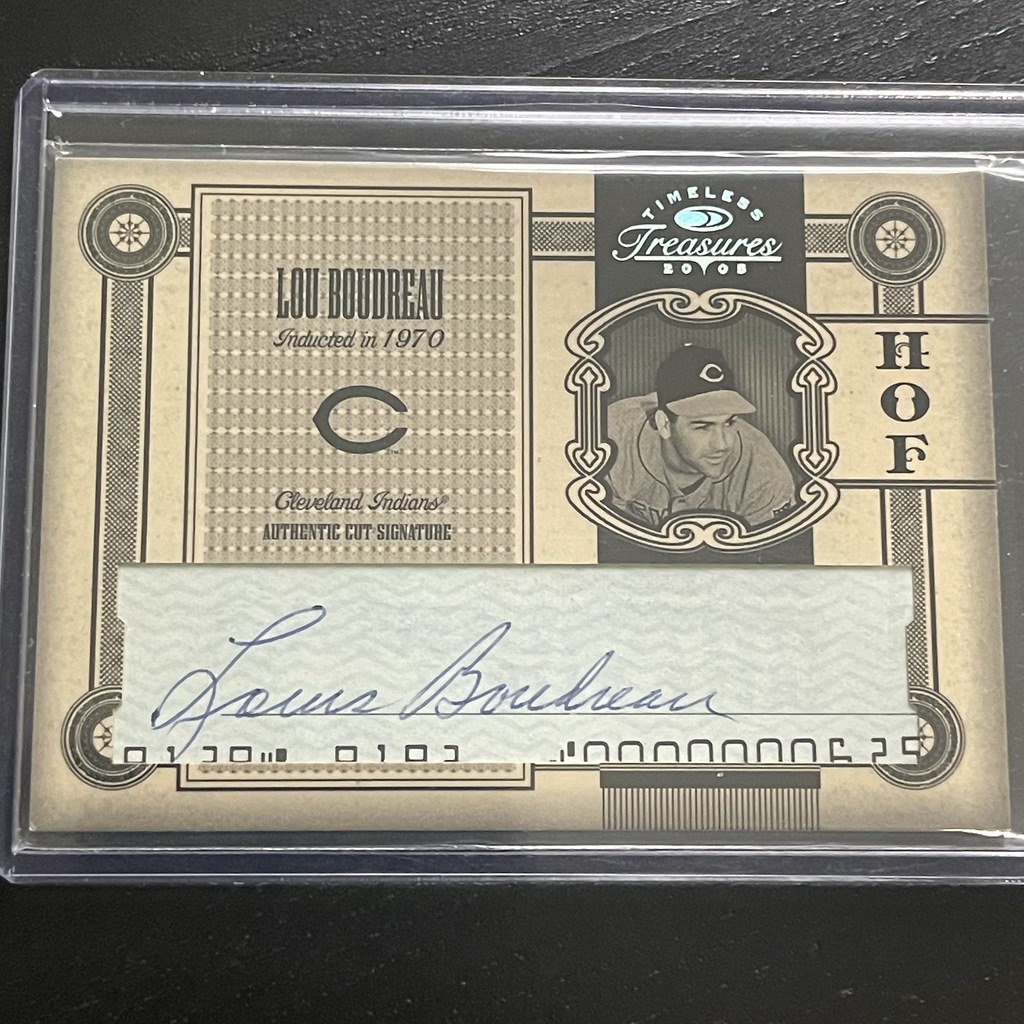 TIMELESS
Treasures
2005
LOU BOUDREAU
Inducted in 1970
C
C
HOF
Cleveland Indians®
AUTHENTIC CUT SIGNATURE
Louis Boudreau